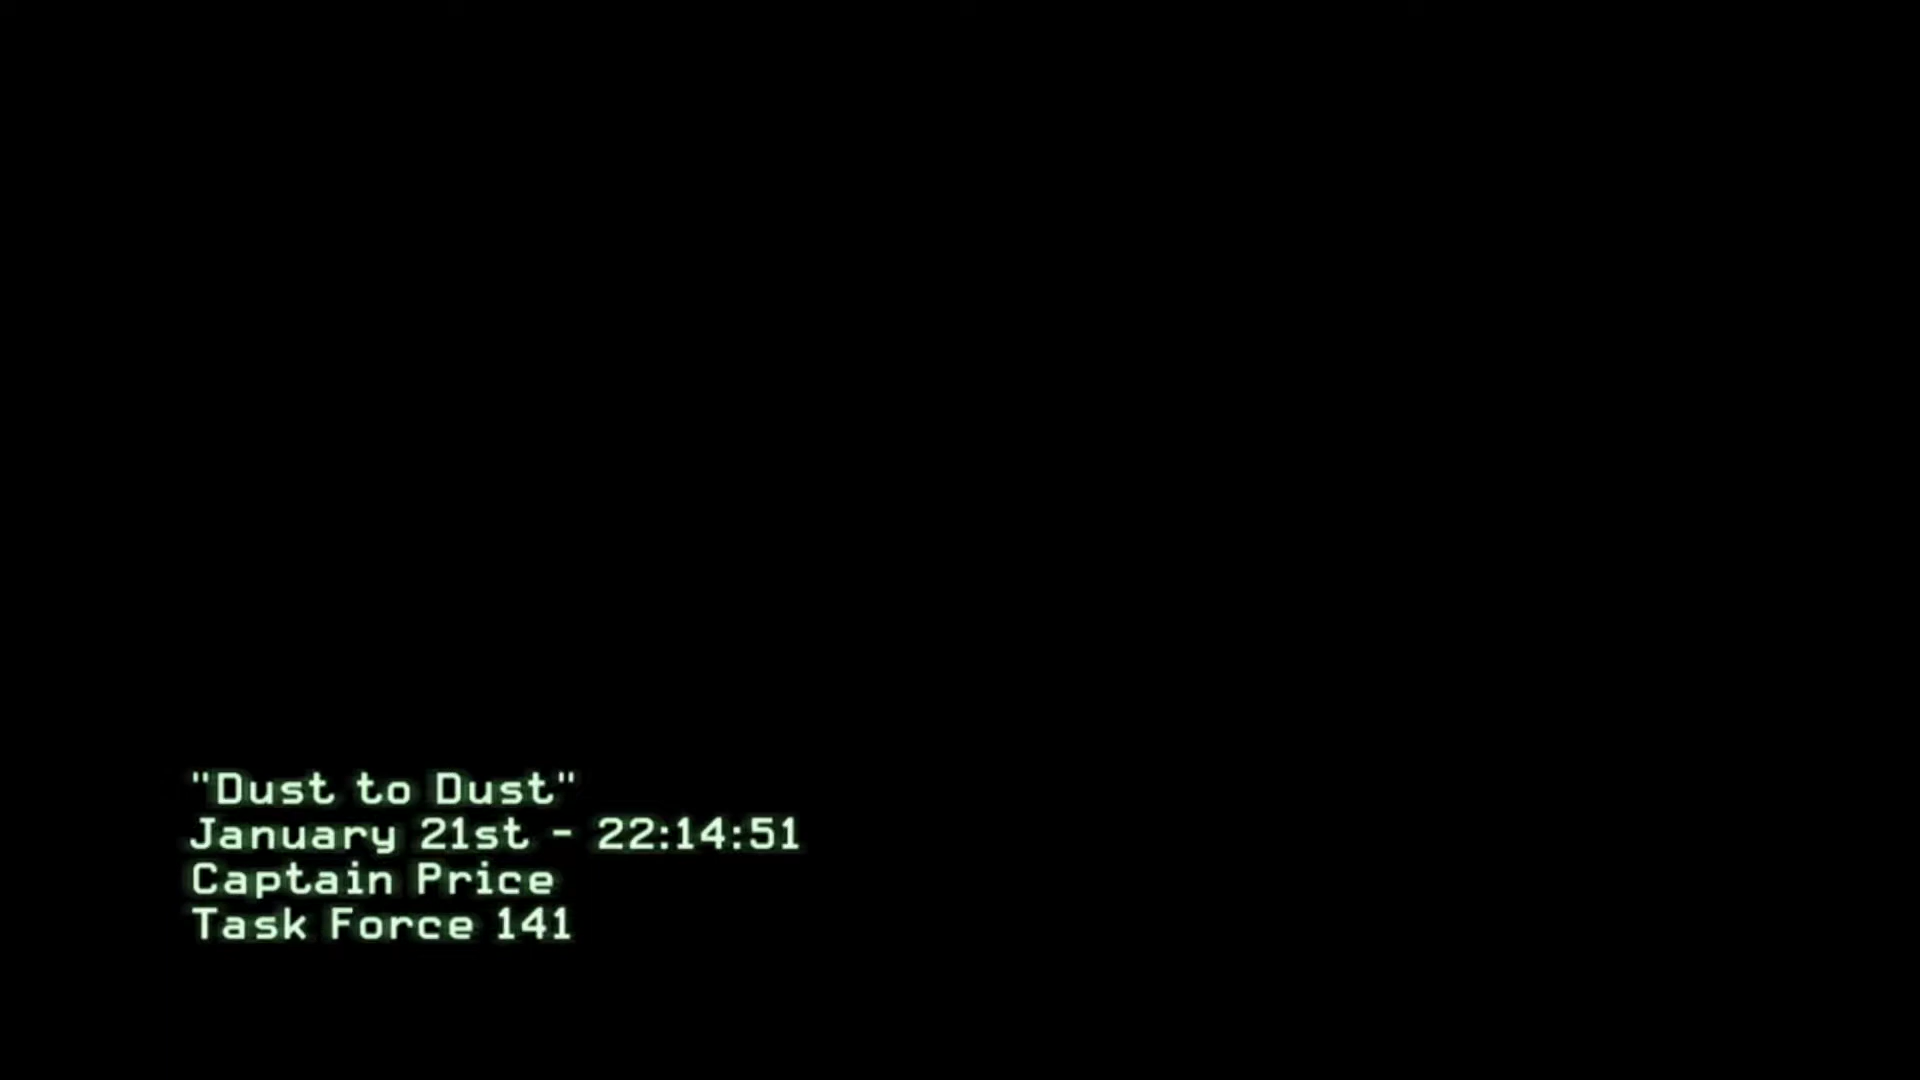 "Dust to Dust"
January 21st - 22:14:51
Captain Price
Task Force 141